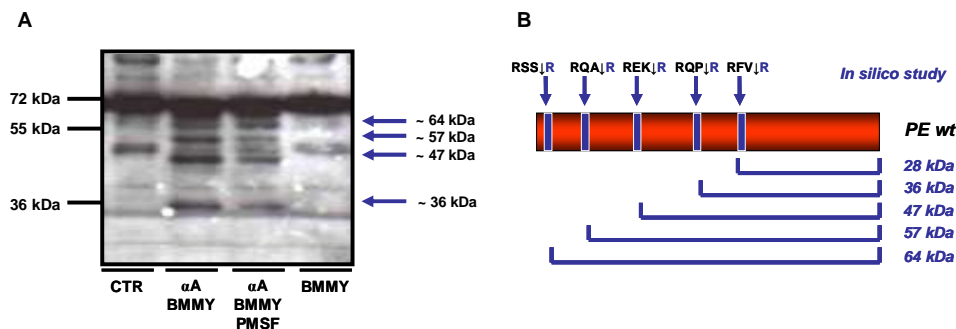 A
72 kDa
55 kDa
36 kDa
~ 64 kDa
~ 57 kDa
~ 47 kDa
~ 36 kDa
CTR
αA
BMMY
αA
BMMY
PMSF
BMMY
B
RSS↓R RQA↓R REK↓R RQP↓R RFV↓R
In silico study
PE wt
28 kDa
36 kDa
47 kDa
57 kDa
64 kDa